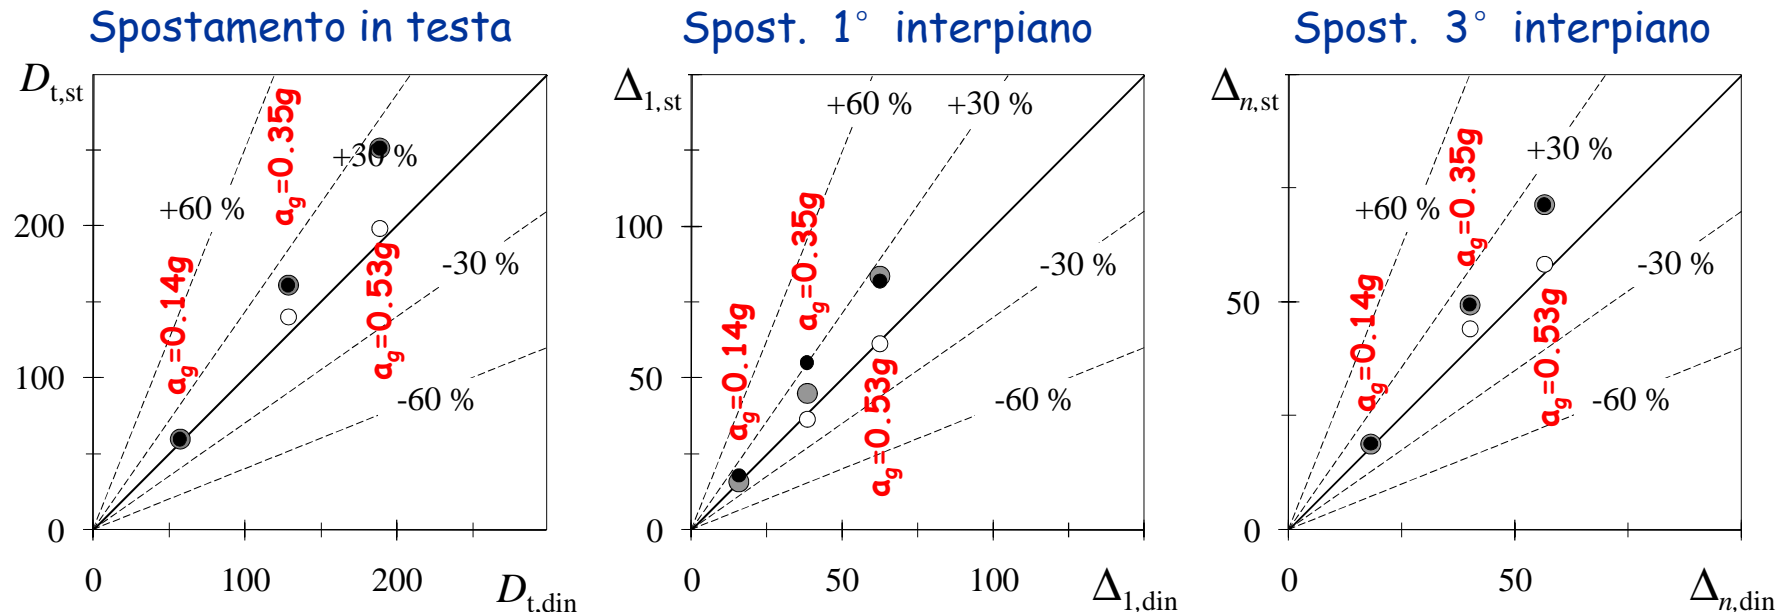 Spostamento in testa
D t,st
200
100
0
0
100
200
D t,din
+60 %
+30 %
-30 %
-60 %
ag=0.14g
ag=0.35g
ag=0.53g
Spost. 1° interpiano
Δ1,st
100
50
0
0
50
100
Δ1,din
+60 %
+30 %
-30 %
-60 %
ag=0.14g
ag=0.35g
ag=0.53g
Spost. 3° interpiano
Δn,st
50
0
0
50
Δn,din
+60 %
+30 %
-30 %
-60 %
ag=0.14g
ag=0.35g
ag=0.53g